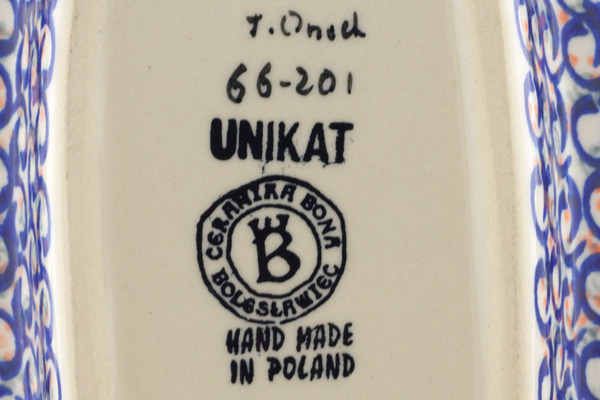 66-201
UNIKAT
CERAMIKA BONA
B
BOLESŁAWIEC
HAND MADE
IN POLAND